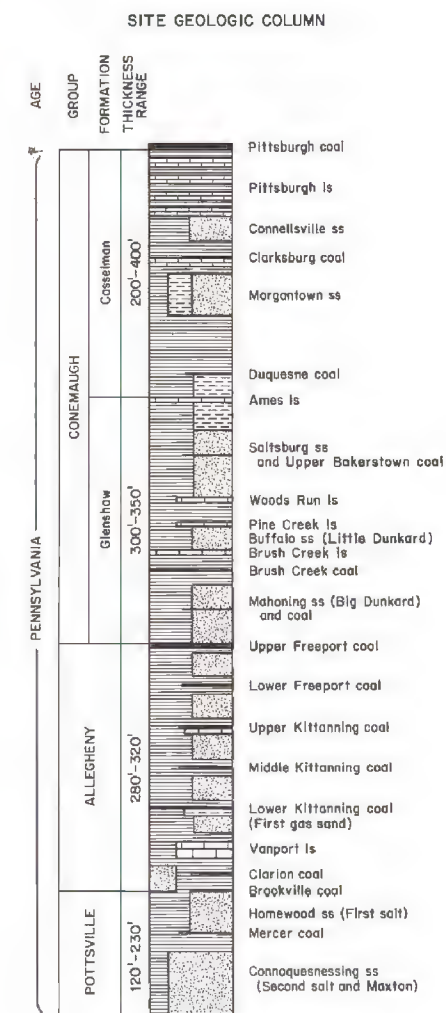 SITE GEOLOGIC COLUMN
AGE
GROUP
FORMATION
THICKNESS
RANGE
PENNSYLVANIA
CONEMAUGH
ALLEGHENY
POTTSVILLE
Casselman
Glenshaw
200'-400'
300'-350'
280'-320'
120'-230'
Pittsburgh coal
Pittsburgh ls
Connellsville ss
Clarksburg coal
Morgantown ss
Duquesne coal
Ames ls
Saltsburg ss
and Upper Bakerstown coal
Woods Run ls
Pine Creek ls
Buffalo ss (Little Dunkard)
Brush Creek ls
Brush Creek coal
Mahoning ss (Big Dunkard)
and coal
Upper Freeport coal
Lower Freeport coal
Upper Kittanning coal
Middle Kittanning coal
Lower Kittanning coal
(First gas sand)
Vanport ls
Clarion coal
Brookville coal
Homewood ss (First salt)
Mercer coal
Connoquesnessing ss
(Second salt and Maxton)